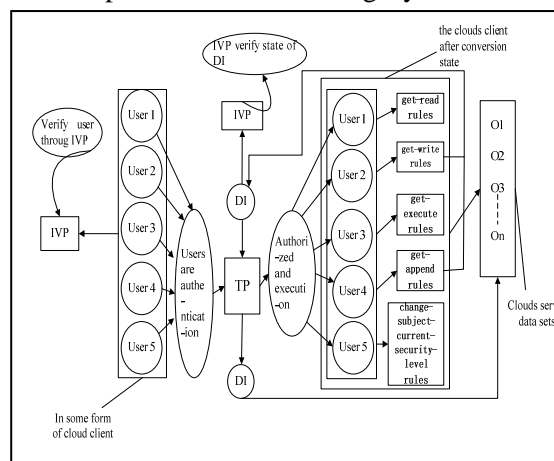 IVP verify state of
DI
the clouds client
after conversion
state
Verify user
throug IVP
IVP
User 1
User 2
User 3
User 4
User 5
In some form
of cloud client
Users
are
authe
-nticat
-ion
IVP
DI
TP
DI
Authori
-zed
and
executi
-on
User 1
User 2
User 3
User 4
User 5
get-read
rules
get-write
rules
get-
execute
rules
get-
append
rules
change-
subject-
current-
security-
level
rules
O1
O2
O3
On
Clouds serv
data sets